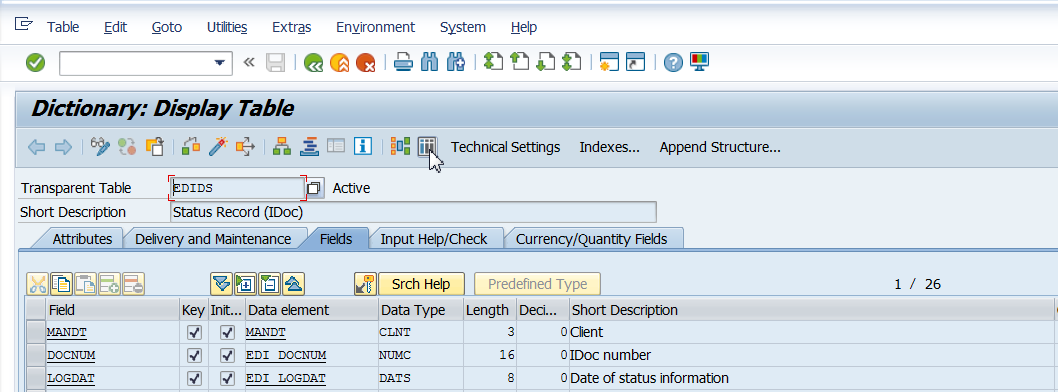 Table Edit Goto Utilities Extras Environment System Help
Dictionary: Display Table
Technical Settings Indexes... Append Structure...
Transparent Table EDIDS Active
Short Description Status Record (IDoc)
Attributes Delivery and Maintenance Fields Input Help/Check Currency/Quantity Fields
Srch Help Predefined Type 1 / 26
Field Key Init... Data element Data Type Length Deci... Short Description
MANDT MANDT CLNT 3 0 Client
DOCNUM EDI_DOCNUM NUMC 16 0 IDoc number
LOGDAT EDI_LOGDAT DATS 8 0 Date of status information